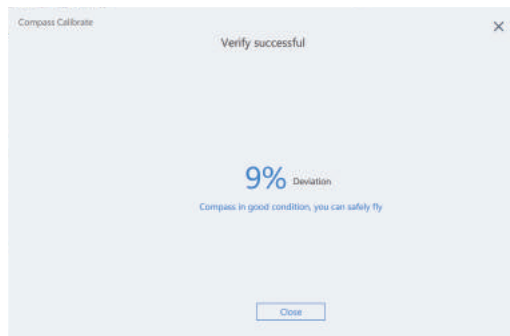 Compass Calibrate
Verify successful
9% Deviation
Compass in good condition, you can safely fly
Close